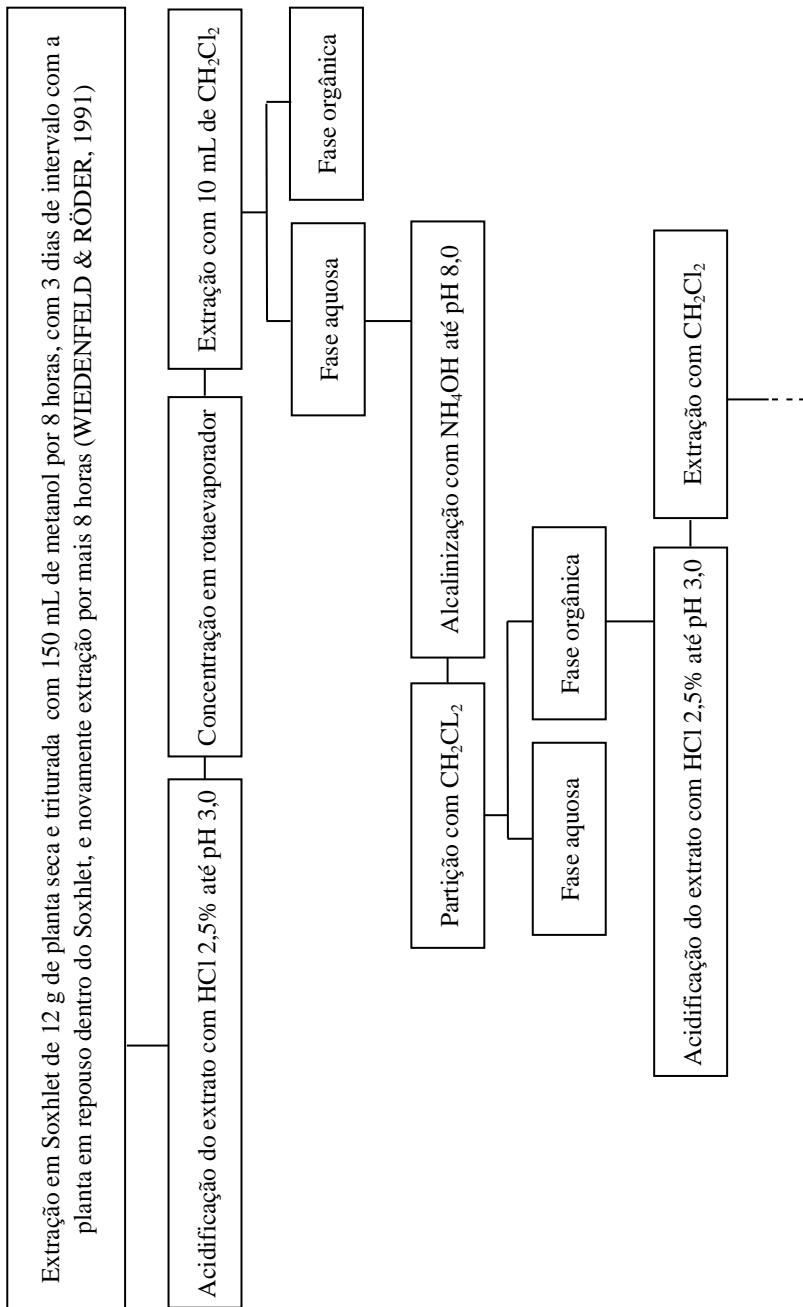 Extração em Soxhlet de 12 g de planta seca e triturada com 150 mL de metanol por 8 horas, com 3 dias de intervalo com a
planta em repouso dentro do Soxhlet, e novamente extração por mais 8 horas (WIEDENFELD & RÖDER, 1991)
Acidificação do extrato com HCl 2,5% até pH 3,0
Concentração em rotaevaporador
Extração com 10 mL de CH₂Cl₂
Fase aquosa
Fase orgânica
Alcalinização com NH₄OH até pH 8,0
Partição com CH₂CL₂
Fase aquosa
Fase orgânica
Acidificação do extrato com HCl 2,5% até pH 3,0
Extração com CH₂Cl₂